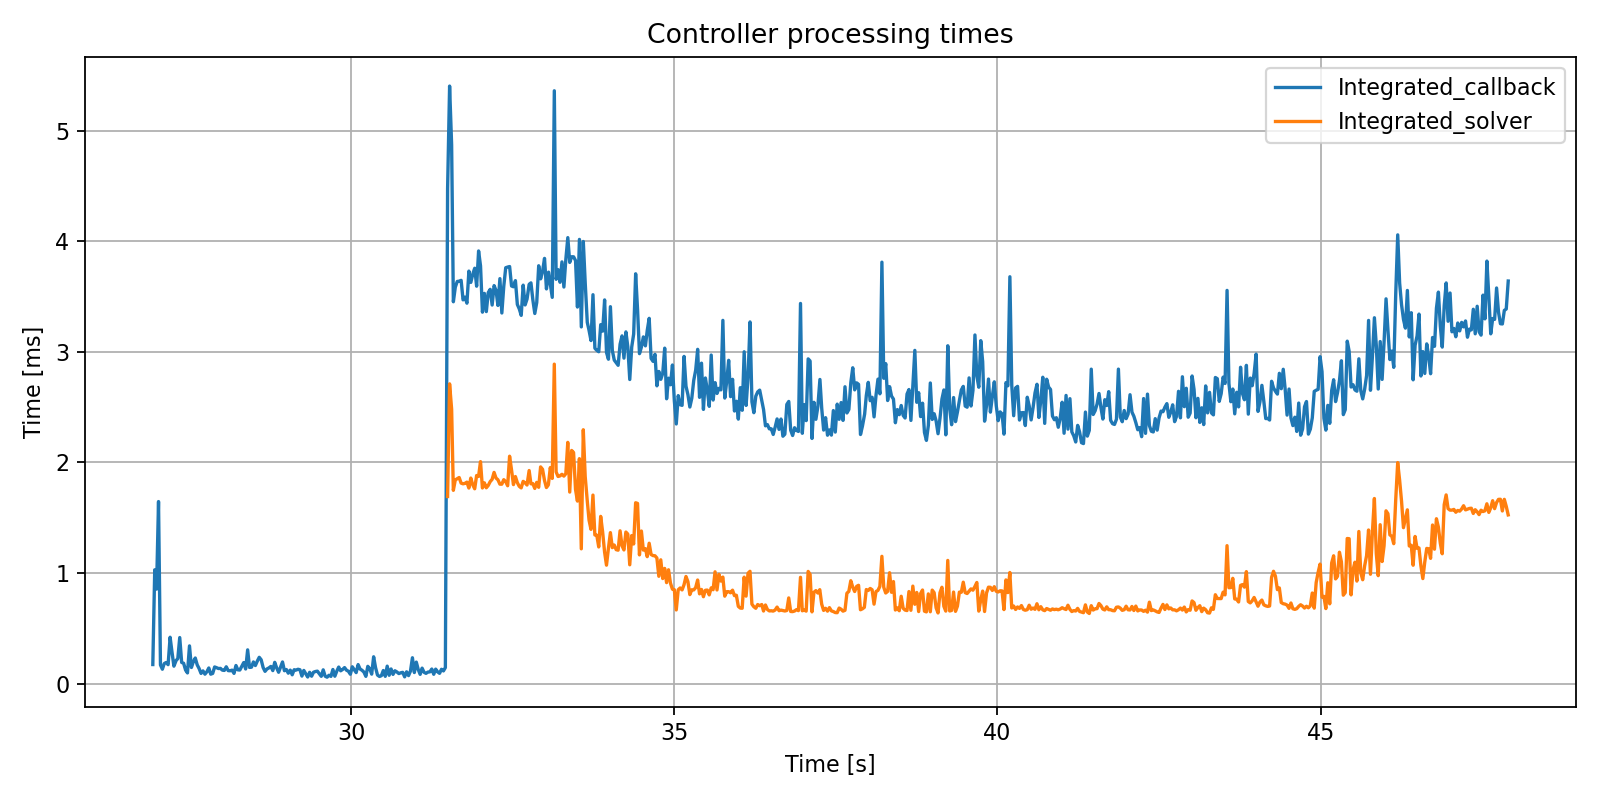 Controller processing times
Integrated_callback
Integrated_solver
Time [ms]
5
4
3
2
1
0
30
35
40
45
Time [s]